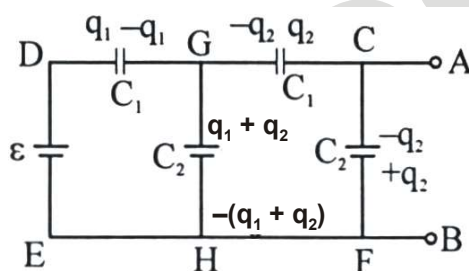 q₁ −q₁ G −q₂ q₂ C
D A
C₁ C₁
q₁ + q₂
ε C₂ C₂ −q₂
+q₂
−(q₁ + q₂) B
E H F